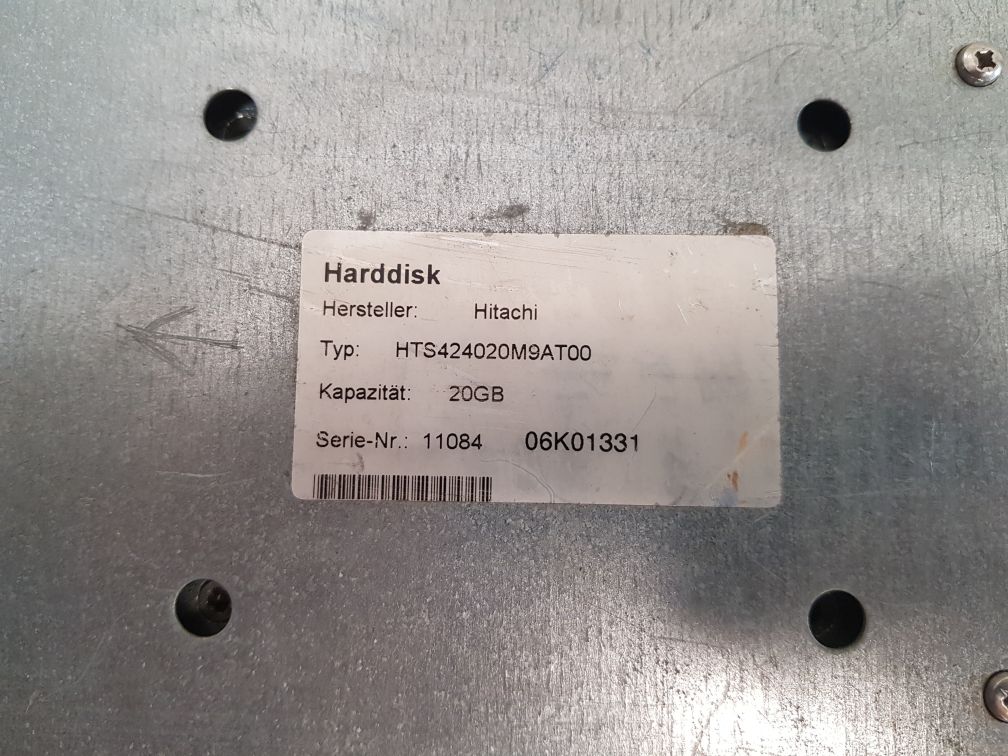 Harddisk
Hersteller: Hitachi
Typ: HTS424020M9AT00
Kapazität: 20GB
Serie-Nr.: 11084 06K01331